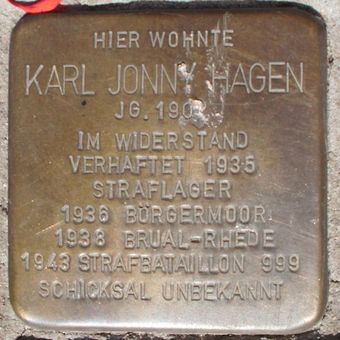 HIER WOHNTE
KARL JONNY HAGEN
JG.
IM WIDERSTAND
VERHAFTET 1935
STRAFLAGER
1936 BÖRGERMOOR
1938 BRUAL-RHEDE
1943 STRAFBATAILLON 999
SCHICKSAL UNBEKANNT